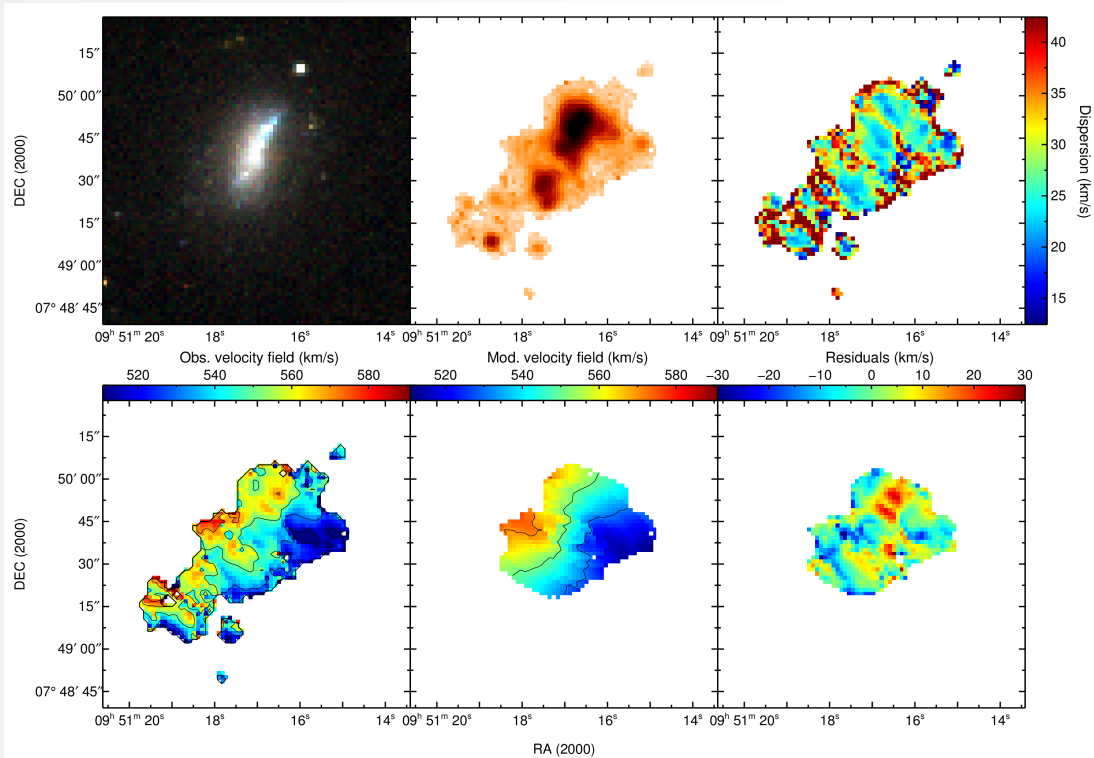 DEC (2000)
15″
50′ 00″
45″
30″
15″
49′ 00″
07° 48′ 45″
09ʰ 51ᵐ 20ˢ 18ˢ 16ˢ 14ˢ
09ʰ 51ᵐ 20ˢ 18ˢ 16ˢ 14ˢ
09ʰ 51ᵐ 20ˢ 18ˢ 16ˢ 14ˢ
40
35
30
25
20
15
Dispersion (km/s)
Obs. velocity field (km/s) Mod. velocity field (km/s) Residuals (km/s)
520 540 560 580 520 540 560 580 −30 −20 −10 0 10 20 30
DEC (2000)
15″
50′ 00″
45″
30″
15″
49′ 00″
07° 48′ 45″
09ʰ 51ᵐ 20ˢ 18ˢ 16ˢ 14ˢ
09ʰ 51ᵐ 20ˢ 18ˢ 16ˢ 14ˢ
09ʰ 51ᵐ 20ˢ 18ˢ 16ˢ 14ˢ
RA (2000)